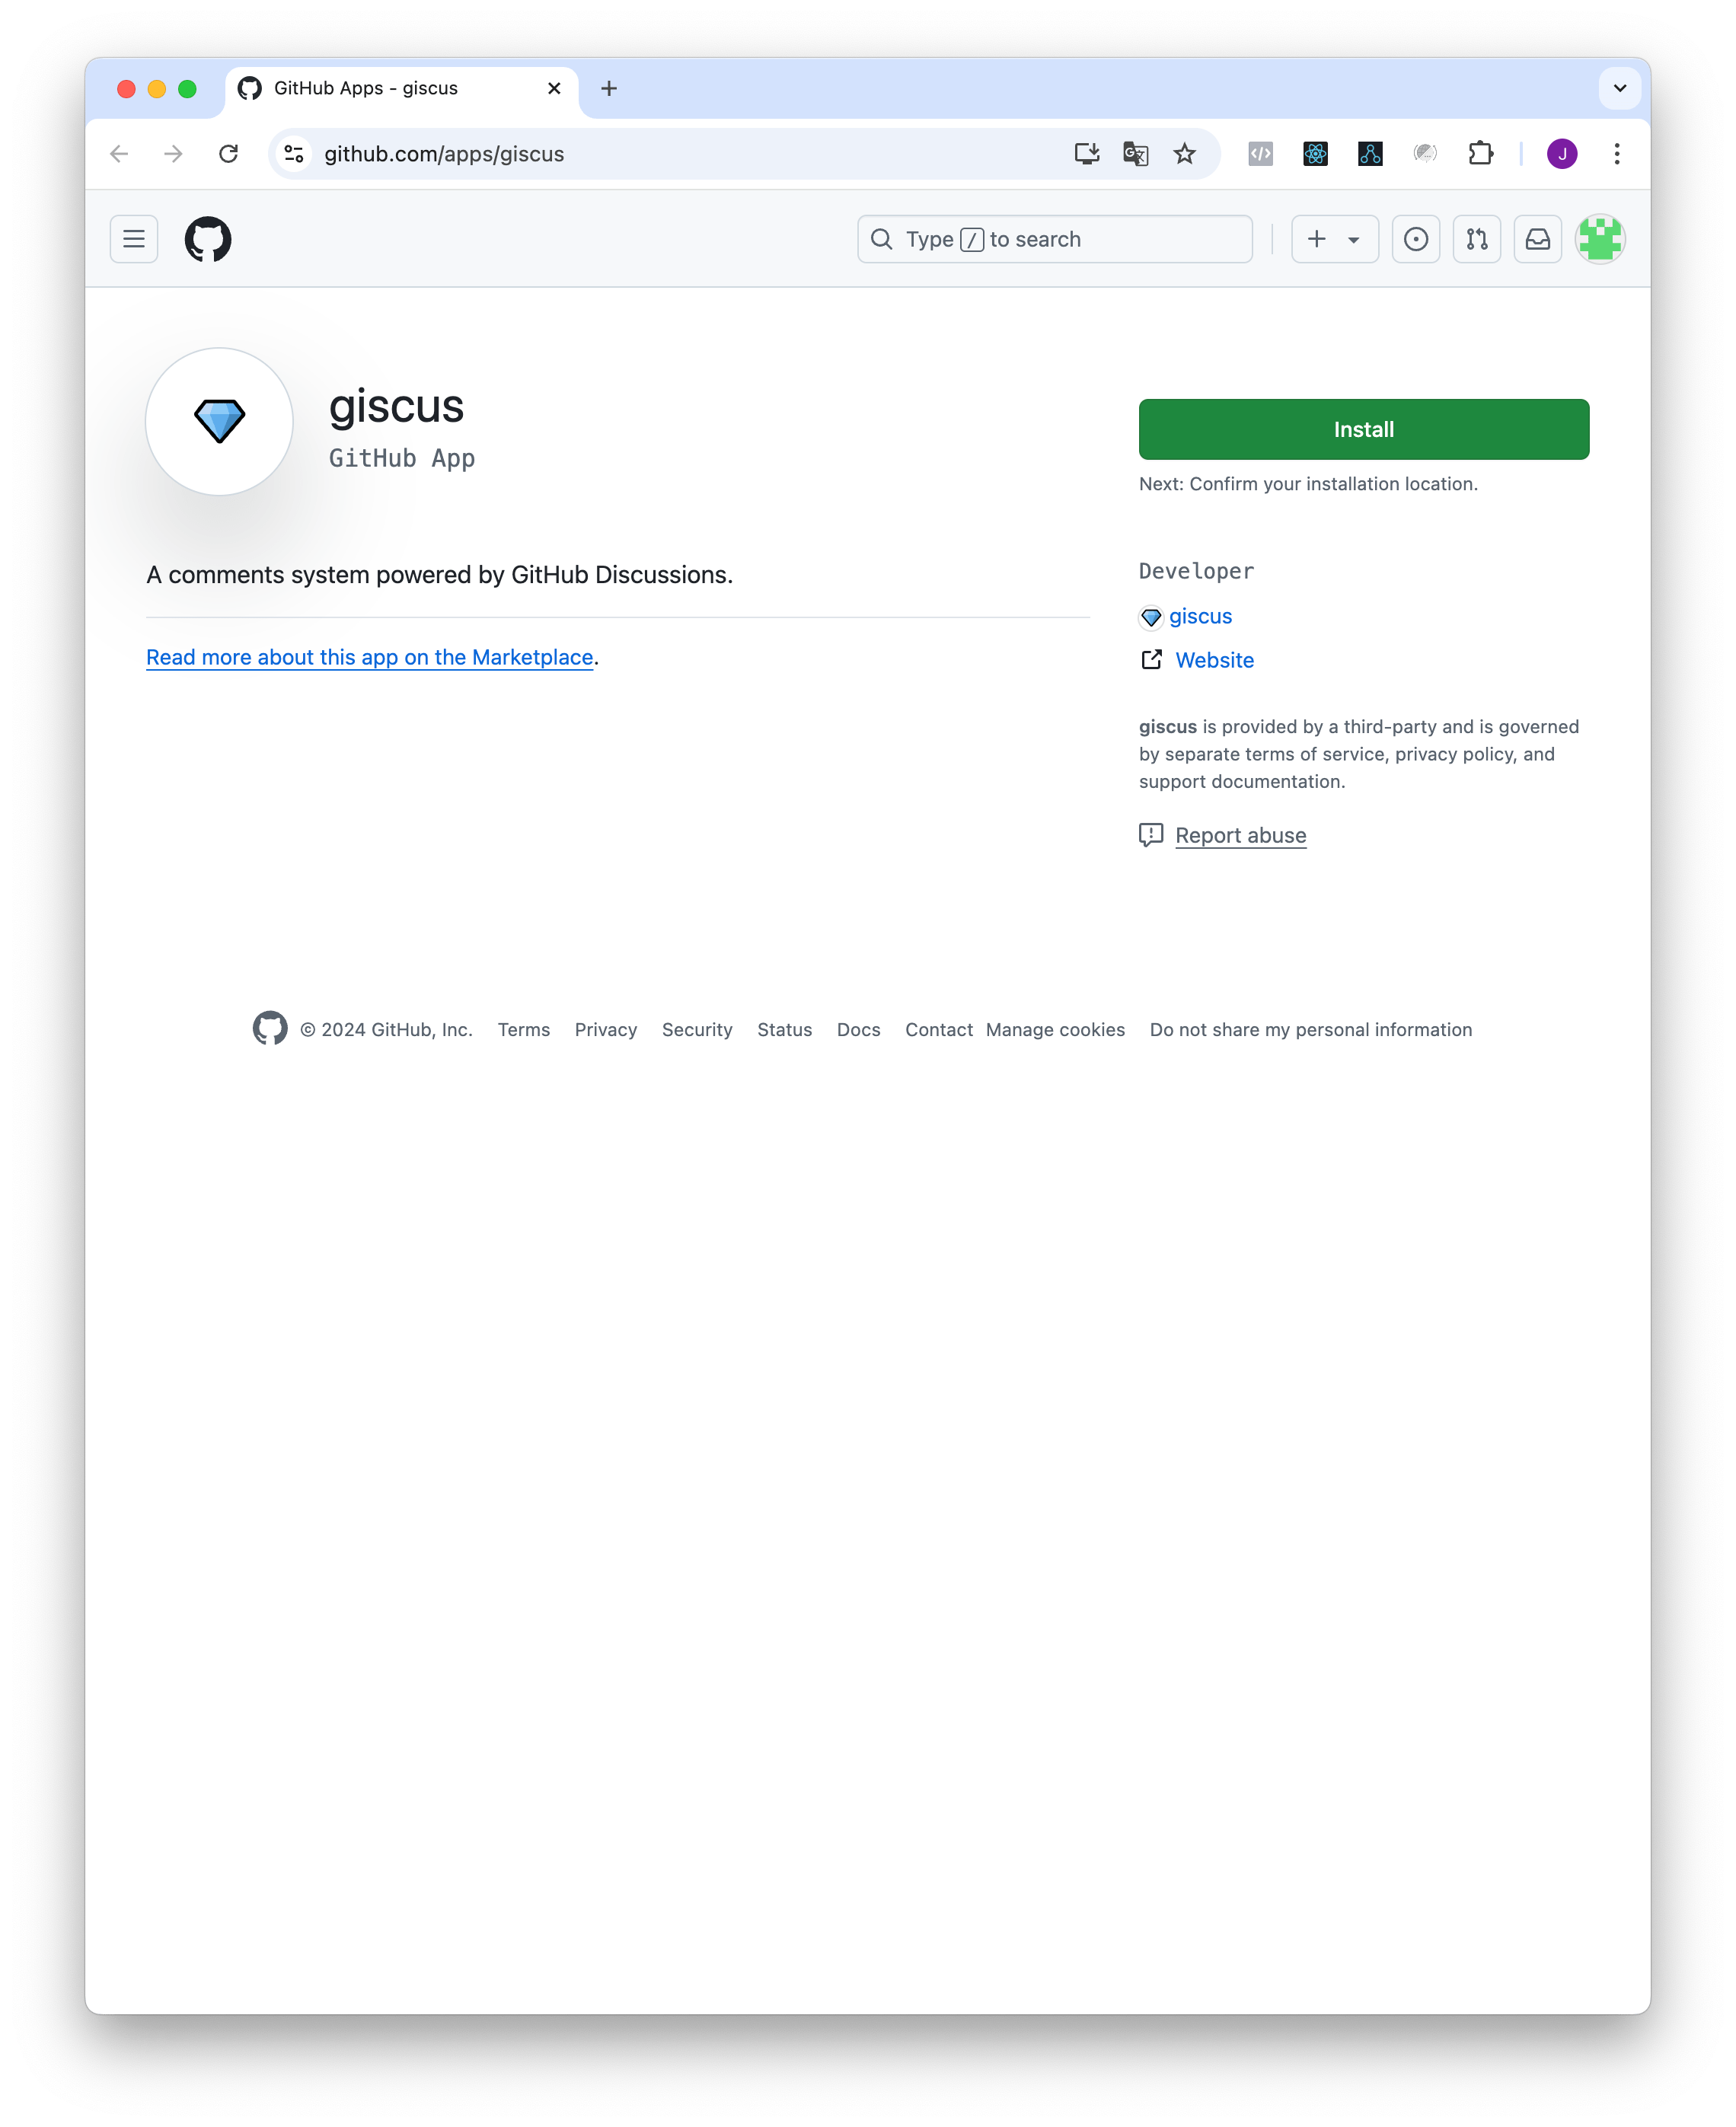 GitHub Apps - giscus
github.com/apps/giscus
J
Type / to search
giscus
GitHub App
Install
Next: Confirm your installation location.
A comments system powered by GitHub Discussions.
Read more about this app on the Marketplace.
Developer
giscus
Website
giscus is provided by a third-party and is governed
by separate terms of service, privacy policy, and
support documentation.
Report abuse
© 2024 GitHub, Inc. Terms Privacy Security Status Docs Contact Manage cookies Do not share my personal information